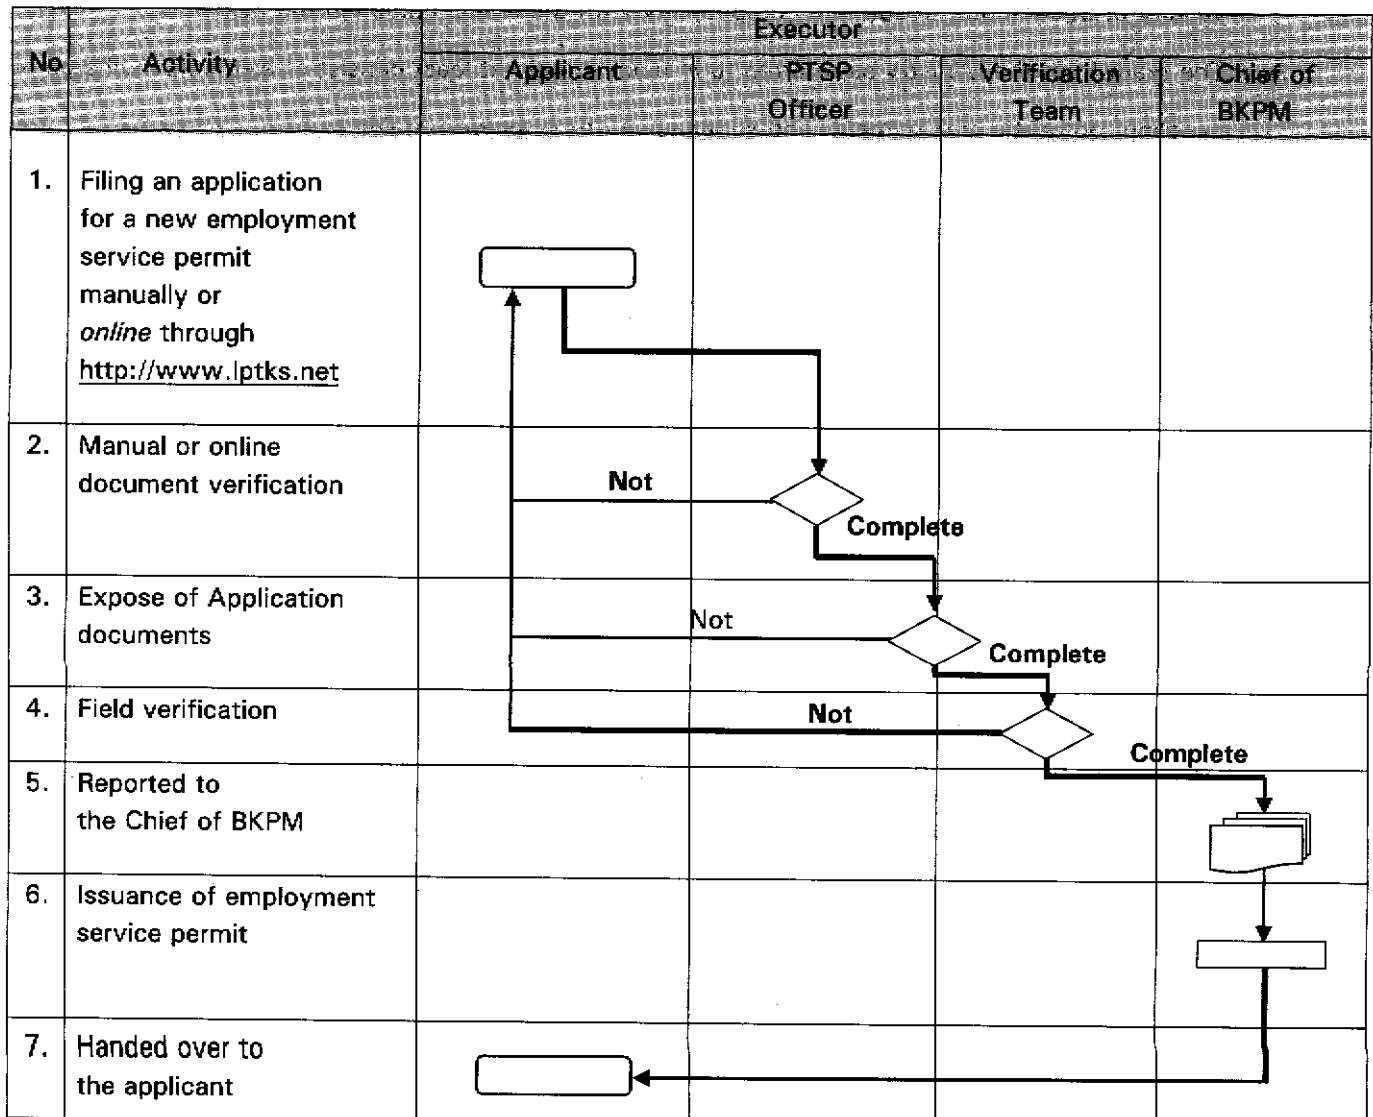 Executor
No Activity Applicant PTSP Verification Chief of
Officer Team BKPM
1. Filing an application
for a new employment
service permit
manually or
online through
http://www.lptks.net
2. Manual or online
document verification
Not
Complete
3. Expose of Application
documents
Not
Complete
4. Field verification
Not
Complete
5. Reported to
the Chief of BKPM
6. Issuance of employment
service permit
7. Handed over to
the applicant